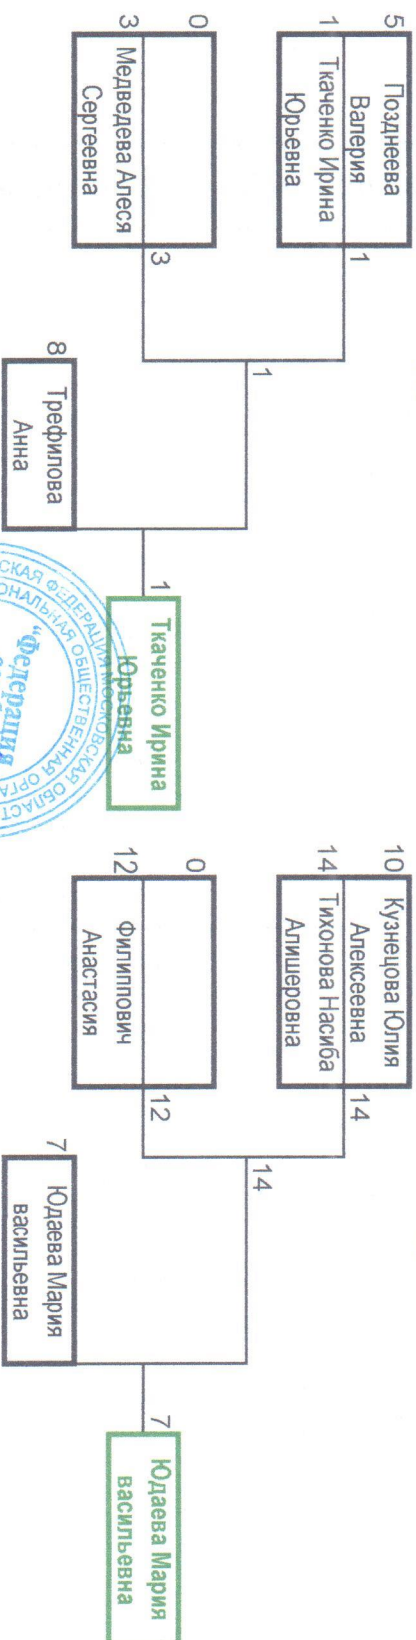 5
Позднеева
Валерия
1
Ткаченко Ирина
Юрьевна
1
0
3
Медведева Алеся
Сергеевна
3
1
8
Трефилова
Анна
1
Ткаченко Ирина
Юрьевна
"Федерация
10
Кузнецова Юлия
Алексеевна
14
Тихонова Насиба
Алишеровна
14
0
12
Филиппович
Анастасия
12
14
7
Юдаева Мария
васильевна
7
Юдаева Мария
васильевна